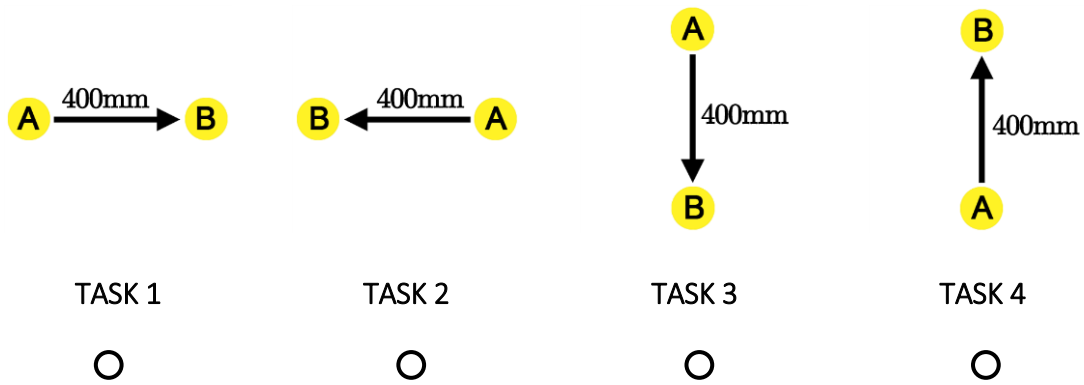 A 400mm B
B 400mm A
A
400mm
B
B
400mm
A
TASK 1
TASK 2
TASK 3
TASK 4